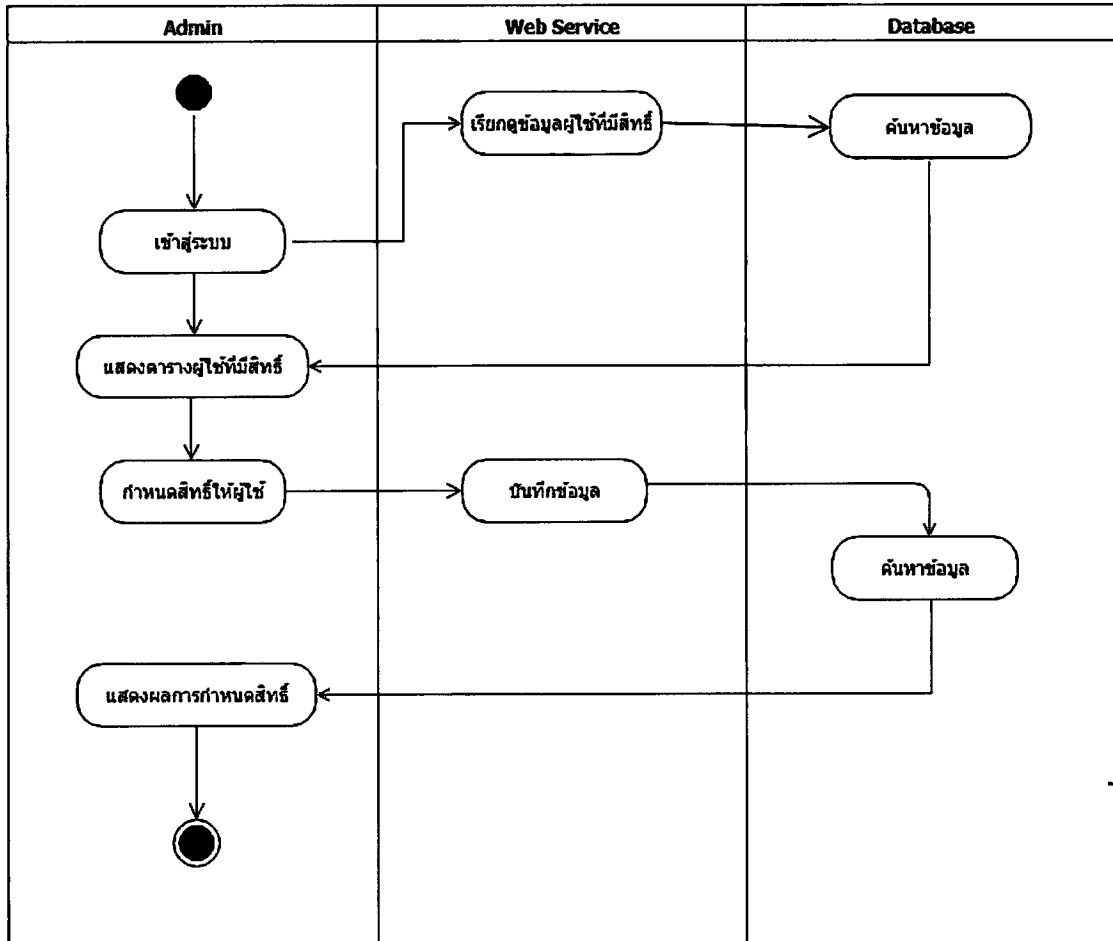 Admin
Web Service
Database
เรียกดูข้อมูลผู้ใช้ที่มีสิทธิ์
ค้นหาข้อมูล
เข้าสู่ระบบ
แสดงตารางผู้ใช้ที่มีสิทธิ์
กำหนดสิทธิ์ให้ผู้ใช้
บันทึกข้อมูล
ค้นหาข้อมูล
แสดงผลการกำหนดสิทธิ์